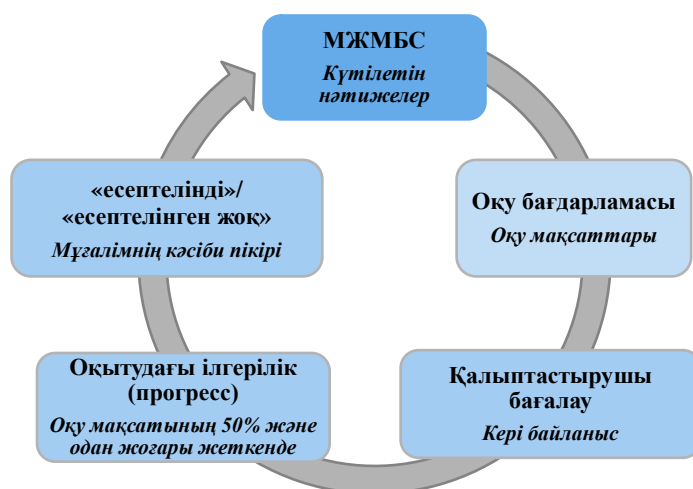 МЖМБС
Күтілетін
нәтижелер
Оқу бағдарламасы
Оқу мақсаттары
Қалыптастырушы
бағалау
Кері байланыс
Оқытудағы ілгерілік
(прогресс)
Оқу мақсатының 50% және
одан жоғары жеткенде
«есептелінді»/
«есептелінген жоқ»
Мұғалімнің кәсіби пікірі